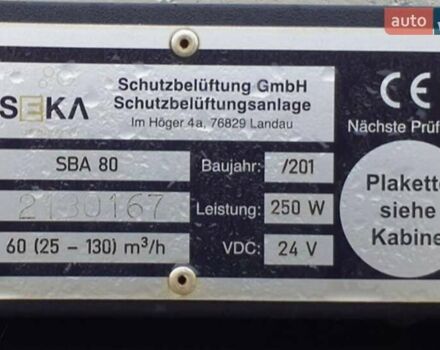 auto
SEKA
Schutzbelüftung GmbH
Schutzbelüftungsanlage
Im Höger 4a, 76829 Landau
CE
Nächste Prüf
SBA 80
Baujahr: /201
2130167
Leistung: 250 W
60 (25 – 130) m³/h
VDC: 24 V
Plakette
siehe
Kabine